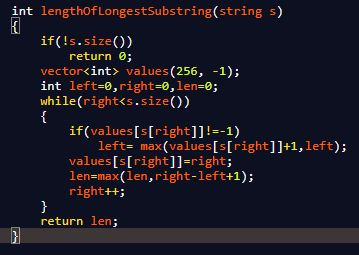 int lengthOfLongestSubstring(string s)
{
    if(!s.size())
        return 0;
    vector<int> values(256, -1);
    int left=0,right=0,len=0;
    while(right<s.size())
    {
        if(values[s[right]]!=-1)
            left= max(values[s[right]]+1,left);
        values[s[right]]=right;
        len=max(len,right-left+1);
        right++;
    }
    return len;
}